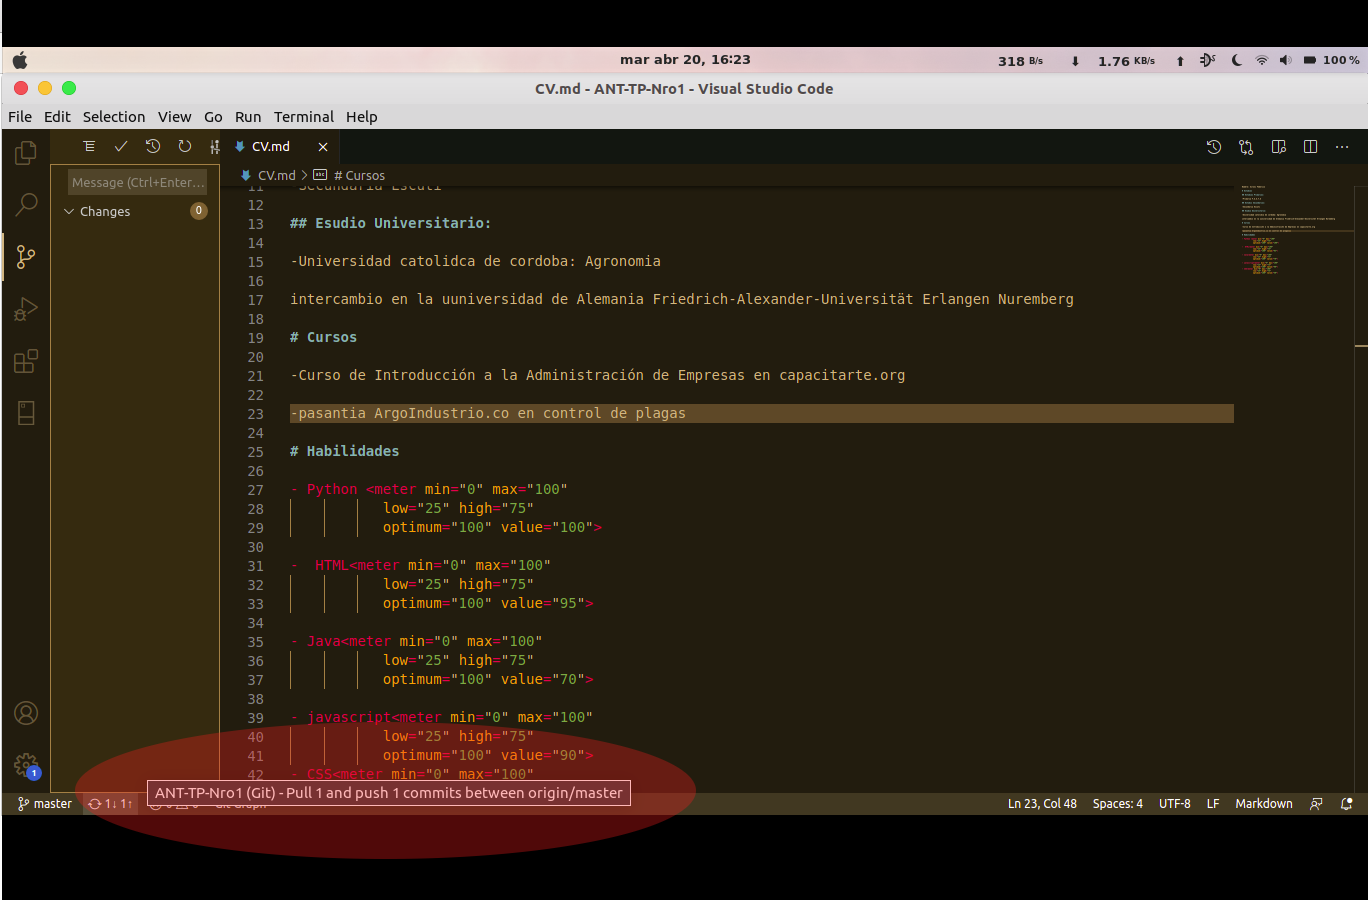 mar abr 20, 16:23
318 B/s
1.76 KB/s
100 %
CV.md - ANT-TP-Nro1 - Visual Studio Code
File Edit Selection View Go Run Terminal Help
CV.md
Message (Ctrl+Enter...
Changes
0
CV.md > # Cursos
11 -Secundaria Escuti
12
13 ## Esudio Universitario:
14
15 -Universidad catolidca de cordoba: Agronomia
16
17 intercambio en la uuniversidad de Alemania Friedrich-Alexander-Universität Erlangen Nuremberg
18
19 # Cursos
20
21 -Curso de Introducción a la Administración de Empresas en capacitarte.org
22
23 -pasantia ArgoIndustrio.co en control de plagas
24
25 # Habilidades
26
27 - Python <meter min="0" max="100"
28 low="25" high="75"
29 optimum="100" value="100">
30
31 - HTML<meter min="0" max="100"
32 low="25" high="75"
33 optimum="100" value="95">
34
35 - Java<meter min="0" max="100"
36 low="25" high="75"
37 optimum="100" value="70">
38
39 - javascript<meter min="0" max="100"
40 low="25" high="75"
41 optimum="100" value="90">
42 - CSS<meter min="0" max="100"
1
ANT-TP-Nro1 (Git) - Pull 1 and push 1 commits between origin/master
master 1↓ 1↑ Git Graph
Ln 23, Col 48 Spaces: 4 UTF-8 LF Markdown